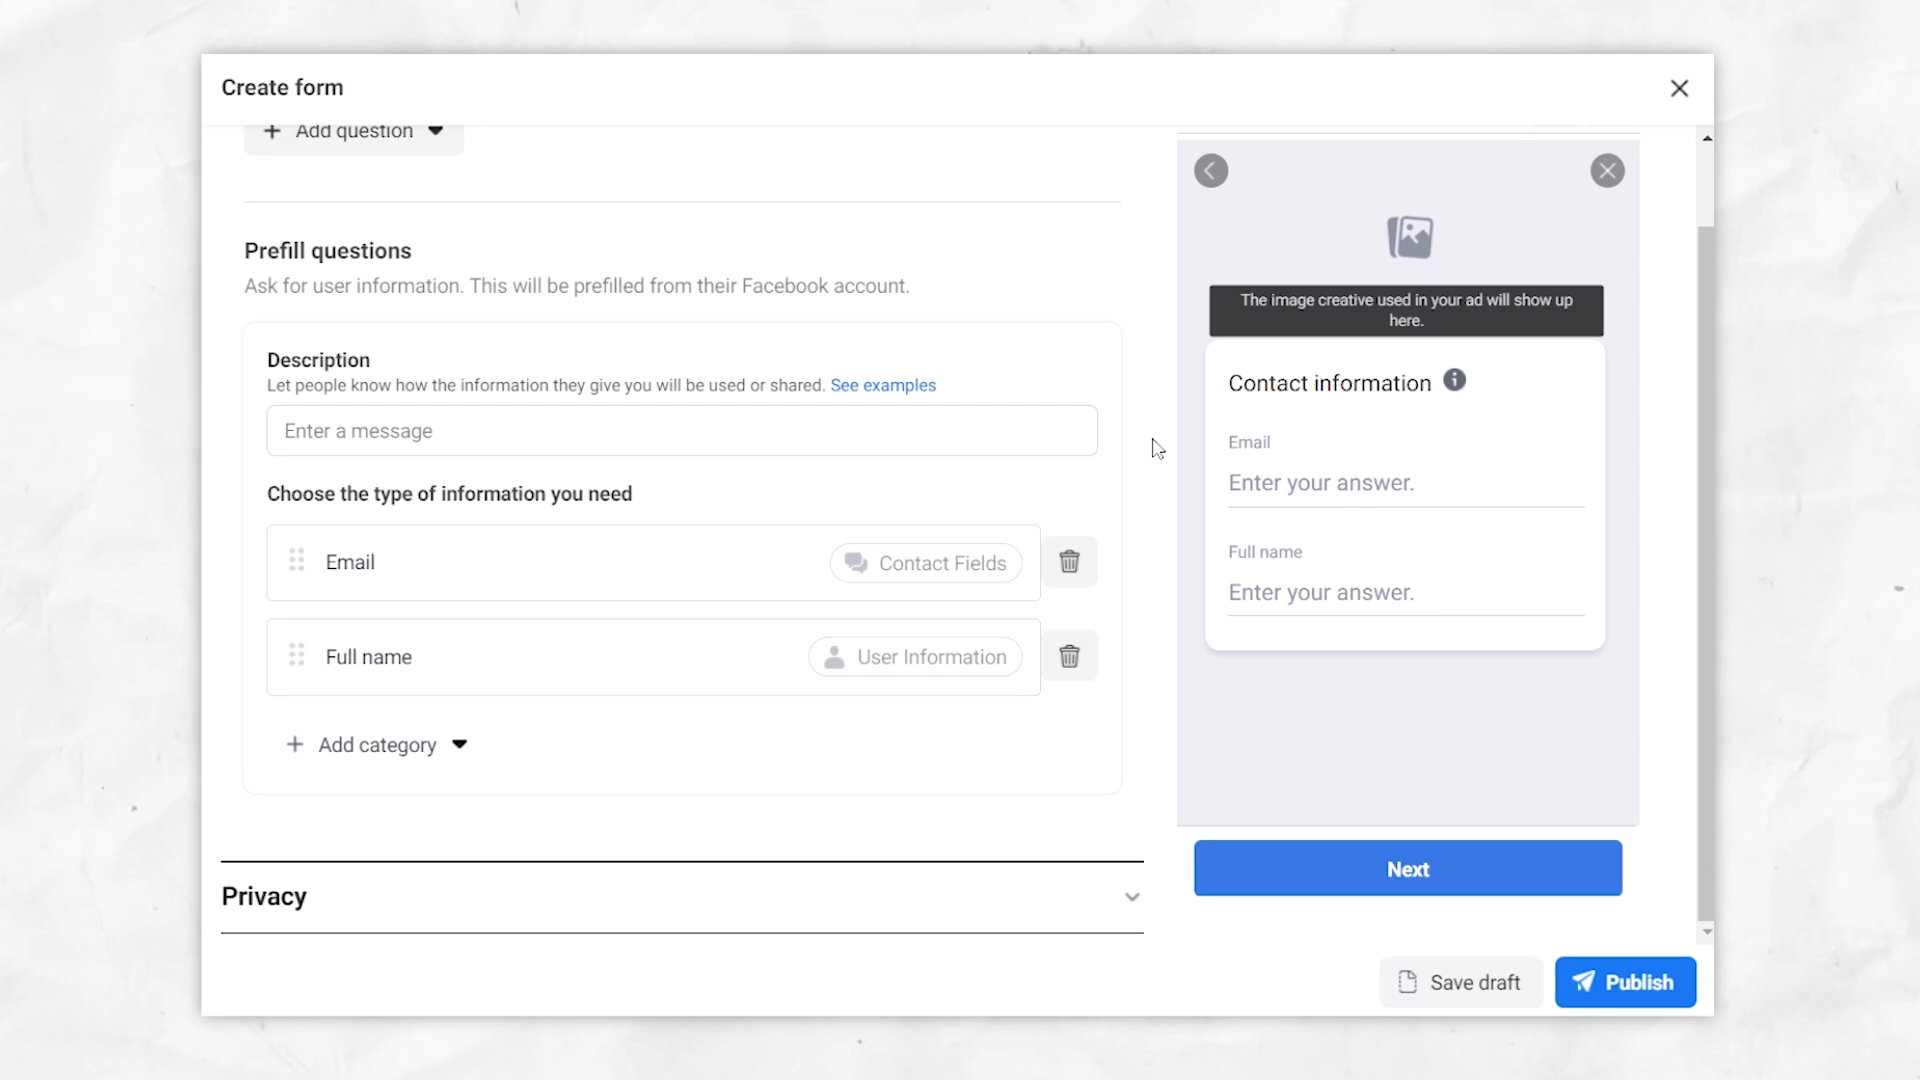 Create form
+ Add question
Prefill questions
Ask for user information. This will be prefilled from their Facebook account.
Description
Let people know how the information they give you will be used or shared. See examples
Enter a message
Choose the type of information you need
Email
Contact Fields
Full name
User Information
+ Add category
Privacy
The image creative used in your ad will show up
here.
Contact information
Email
Enter your answer.
Full name
Enter your answer.
Next
Save draft
Publish